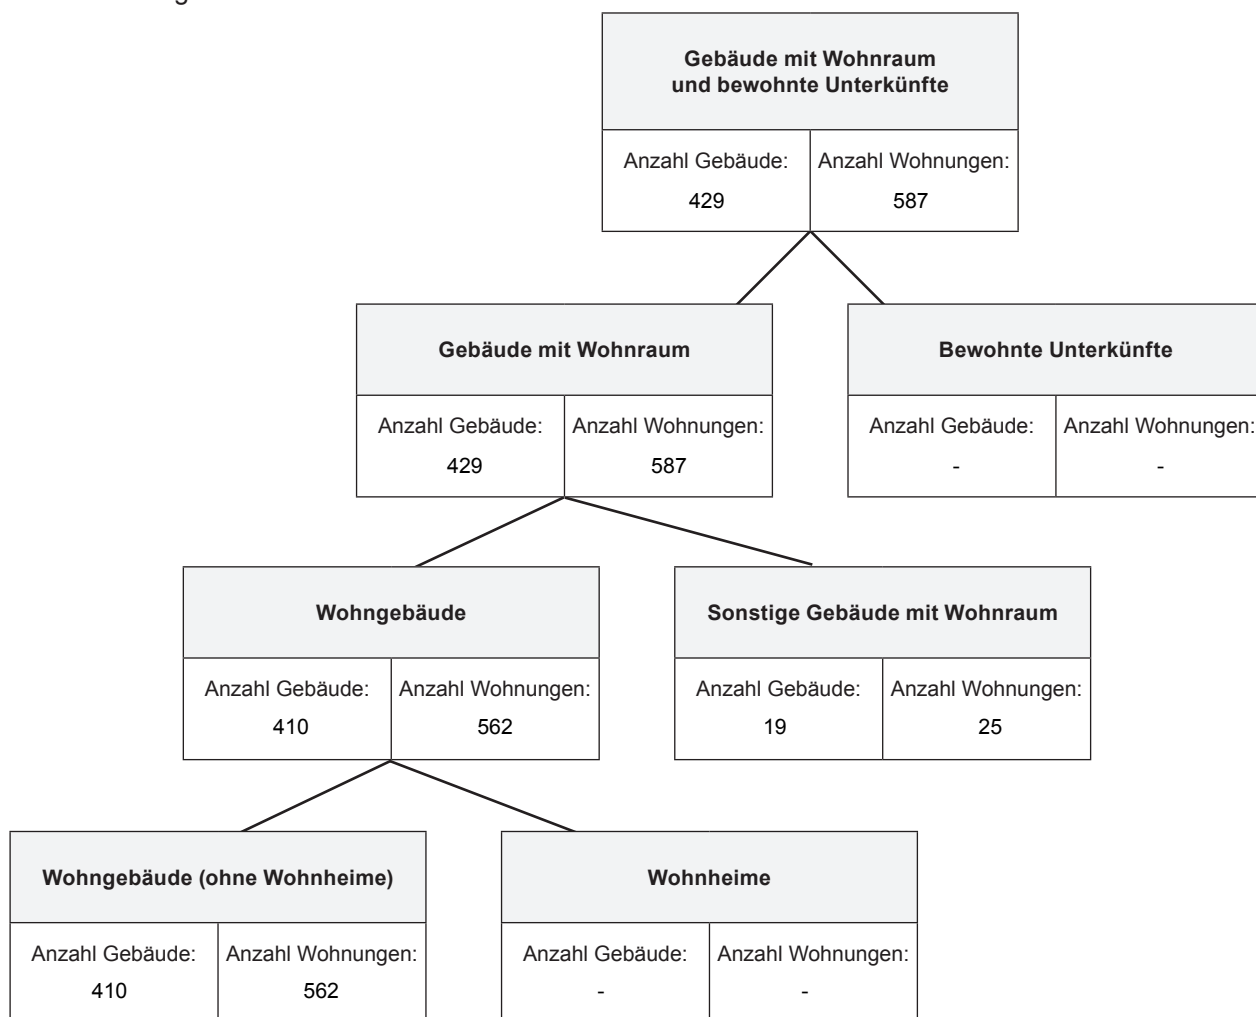 Gebäude mit Wohnraum
und bewohnte Unterkünfte
Anzahl Gebäude: Anzahl Wohnungen:
429 587
Gebäude mit Wohnraum
Anzahl Gebäude: Anzahl Wohnungen:
429 587
Bewohnte Unterkünfte
Anzahl Gebäude: Anzahl Wohnungen:
- -
Wohngebäude
Anzahl Gebäude: Anzahl Wohnungen:
410 562
Sonstige Gebäude mit Wohnraum
Anzahl Gebäude: Anzahl Wohnungen:
19 25
Wohngebäude (ohne Wohnheime)
Anzahl Gebäude: Anzahl Wohnungen:
410 562
Wohnheime
Anzahl Gebäude: Anzahl Wohnungen:
- -